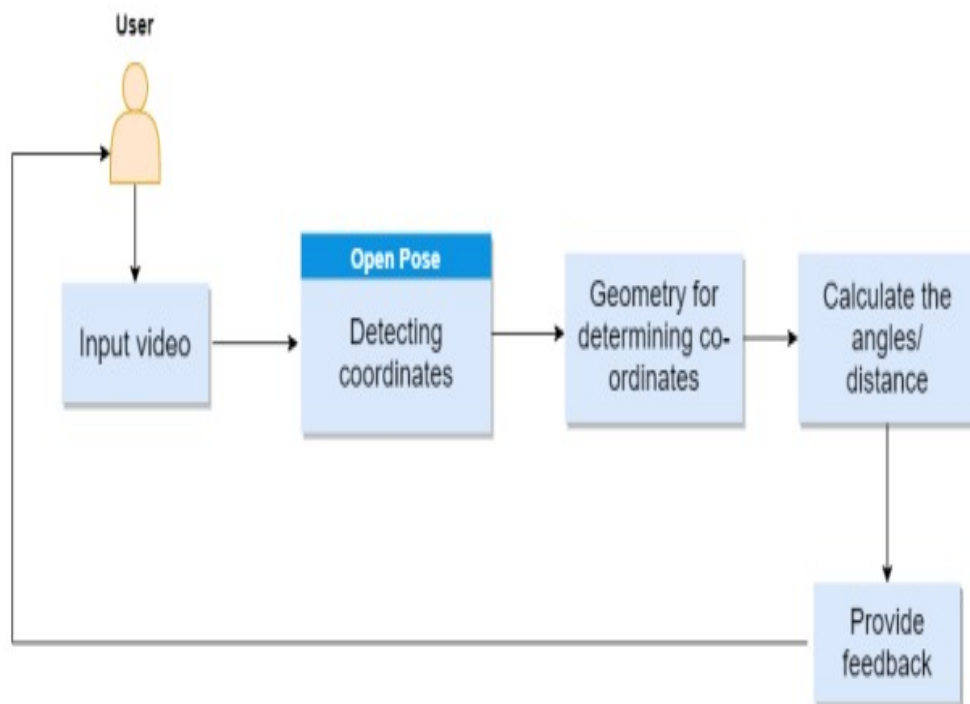 User
Input video
Open Pose
Detecting
coordinates
Geometry for
determining co-
ordinates
Calculate the
angles/
distance
Provide
feedback